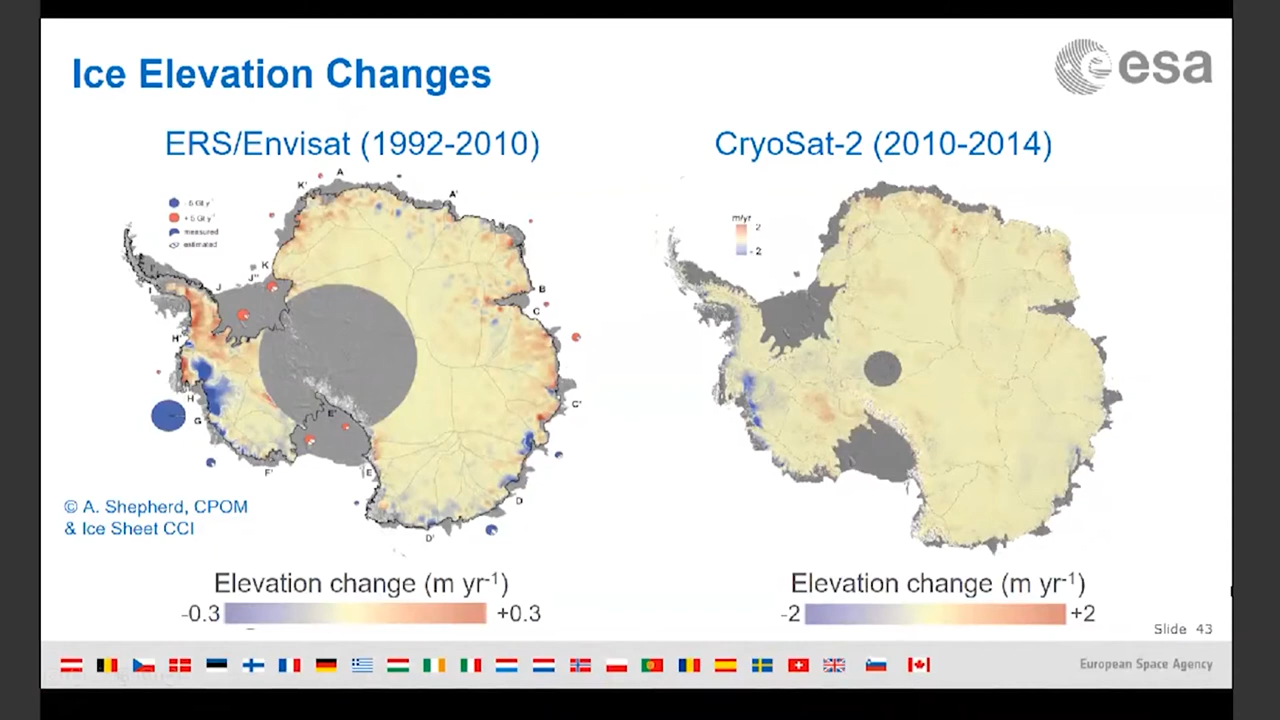 Ice Elevation Changes
esa
ERS/Envisat (1992-2010)
CryoSat-2 (2010-2014)
measured
estimated
m/yr
2
- 2
K'
A
A'
K
J''
J
I'
I
B
C
H'
H
G
C'
E'
F'
E
D
D'
© A. Shepherd, CPOM
& Ice Sheet CCI
Elevation change (m yr-1)
-0.3
+0.3
Elevation change (m yr-1)
-2
+2
Slide 43
European Space Agency